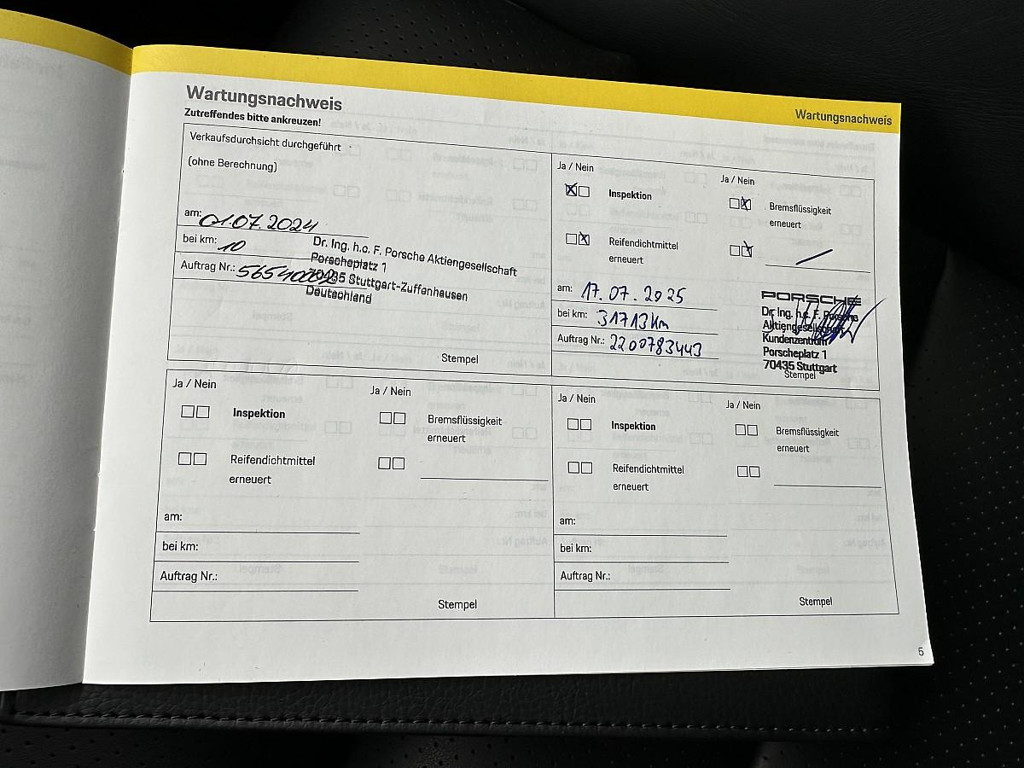 Wartungsnachweis
Zutreffendes bitte ankreuzen!
Wartungsnachweis
Verkaufsdurchsicht durchgeführt
(ohne Berechnung)
am: 01.07.2024
bei km: 10
Auftrag Nr.:
Dr. Ing. h.c. F. Porsche Aktiengesellschaft
Porscheplatz 1
70435 Stuttgart-Zuffenhausen
Deutschland
Stempel
Ja / Nein
Ja / Nein
Inspektion
Bremsflüssigkeit
erneuert
Reifendichtmittel
erneuert
am: 17.07.2025
bei km: 31713 km
Auftrag Nr.: 2200783443
PORSCHE
Dr. Ing. h.c. F. Porsche
Aktiengesellschaft
Kundenzentrum
Porscheplatz 1
70435 Stuttgart
Stempel
Ja / Nein
Ja / Nein
Inspektion
Bremsflüssigkeit
erneuert
Reifendichtmittel
erneuert
am:
bei km:
Auftrag Nr.:
Stempel
Ja / Nein
Ja / Nein
Inspektion
Bremsflüssigkeit
erneuert
Reifendichtmittel
erneuert
am:
bei km:
Auftrag Nr.:
Stempel
5